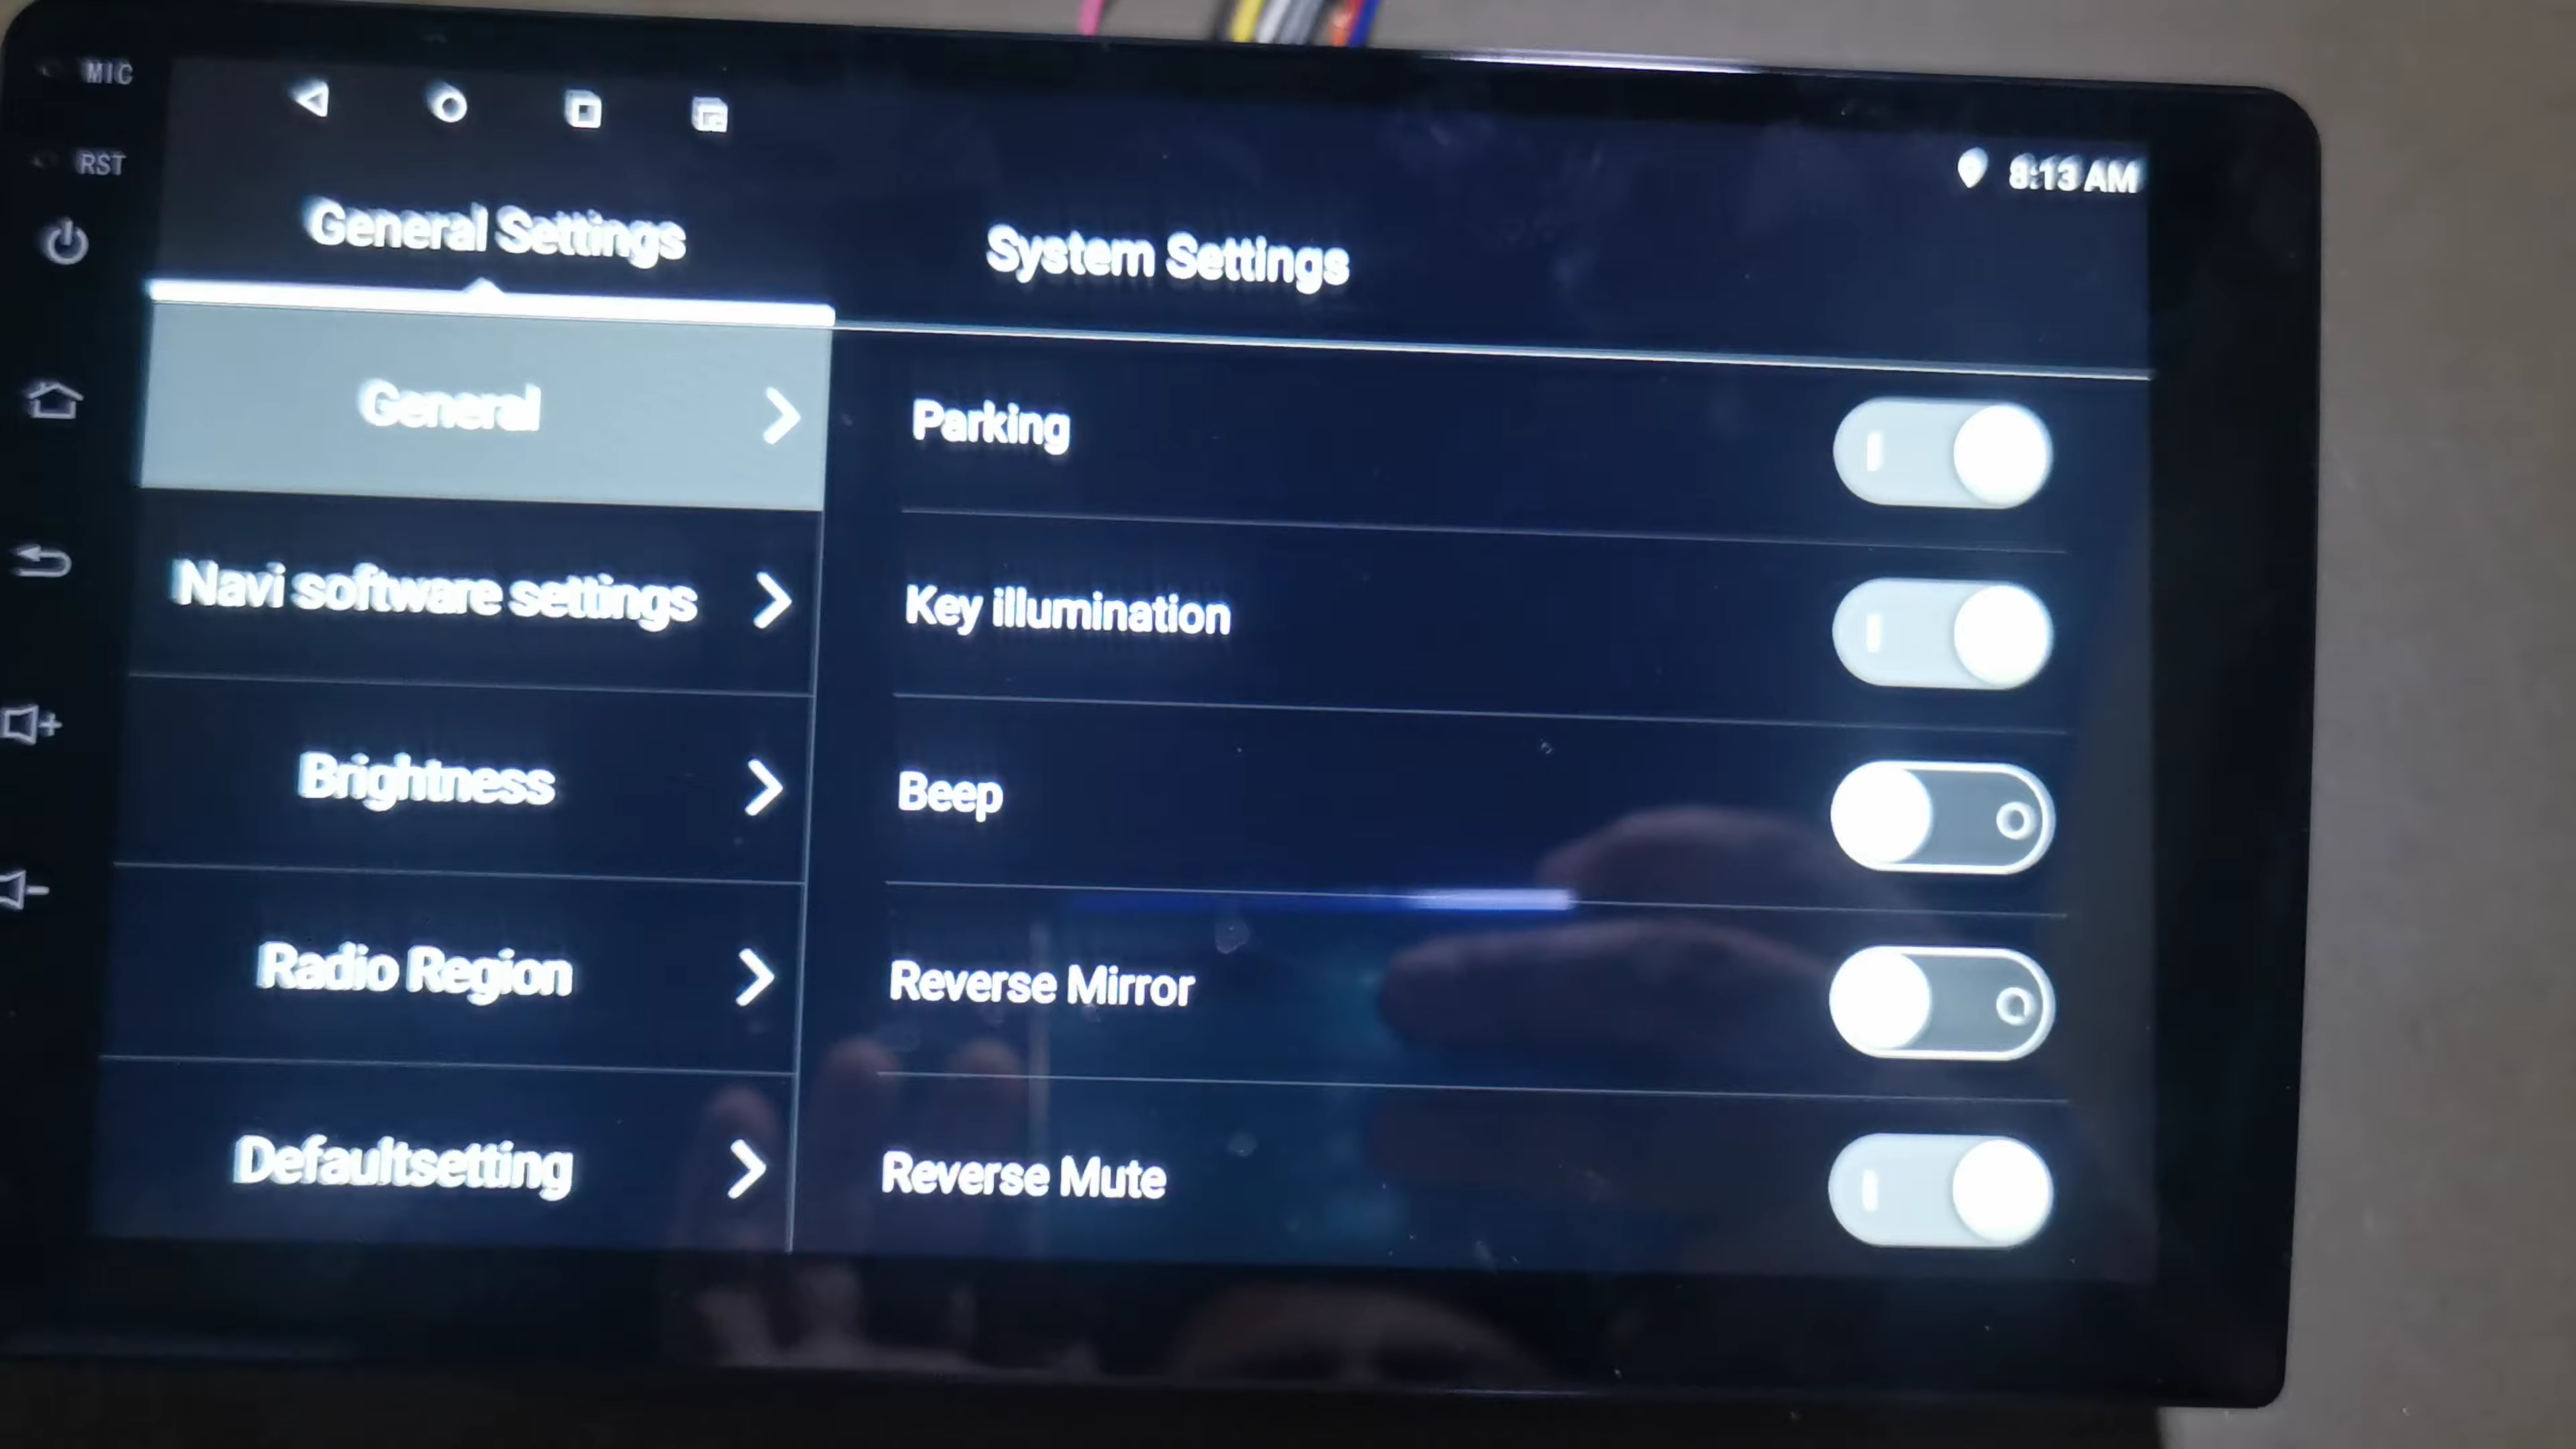 MIC
RST
8:13 AM
General Settings
System Settings
General
Navi software settings
Brightness
Radio Region
Defaultsetting
Parking
Key illumination
Beep
Reverse Mirror
Reverse Mute